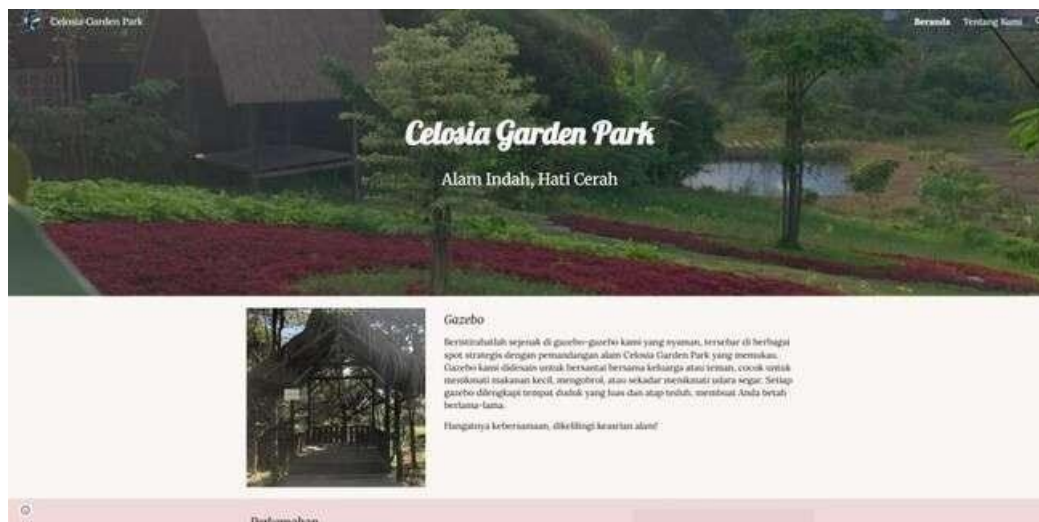 Celosia Garden Park
Beranda Tentang Kami
Celosia Garden Park
Alam Indah, Hati Cerah
Gazebo
Beristirahatlah sejenak di gazebo-gazebo kami yang nyaman, tersebar di berbagai
spot strategis dengan pemandangan alam Celosia Garden Park yang memukau.
Gazebo kami didesain untuk bersantai bersama keluarga atau teman, cocok untuk
menikmati makanan kecil, mengobrol, atau sekadar menikmati udara segar. Setiap
gazebo dilengkapi tempat duduk yang luas dan atap teduh, membuat Anda betah
berlama-lama.
Hangatnya kebersamaan, dikelilingi keasrian alam!